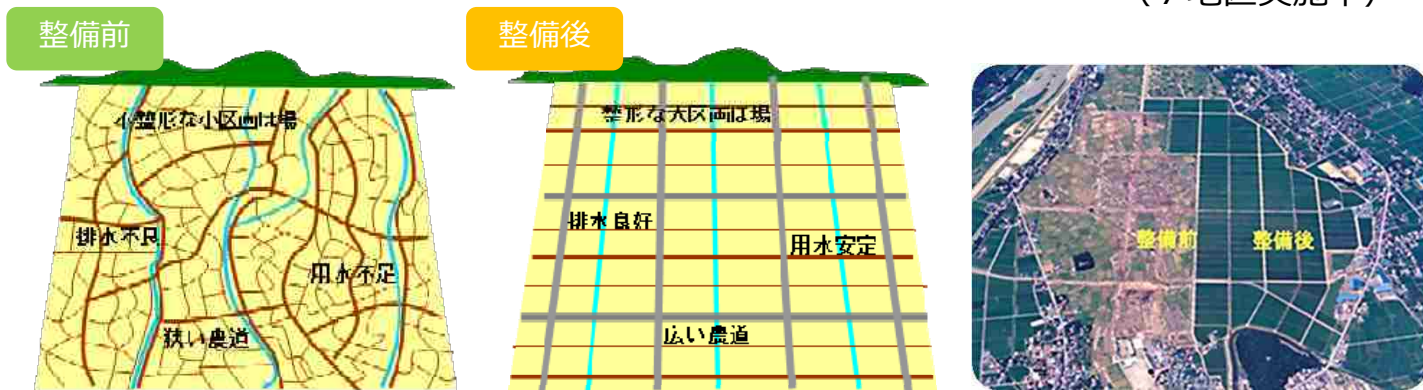 整備前
整備後
不整形な小区画は場
排水不良
用水不足
狭い農道
整形な大区画ほ場
排水良好
用水安定
広い農道
整備前
整備後